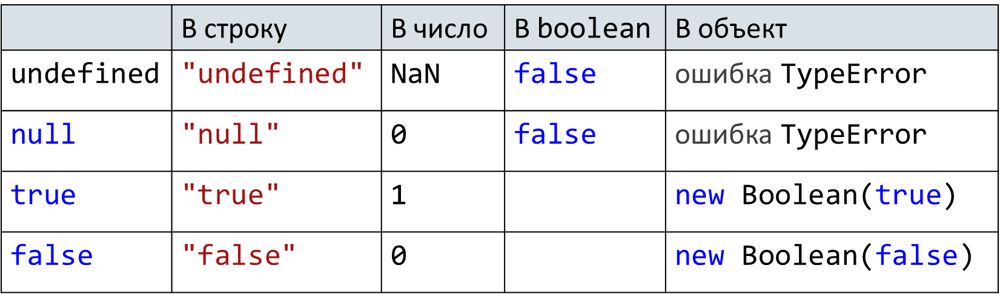 В строку В число В boolean В объект
undefined "undefined" NaN false ошибка TypeError
null "null" 0 false ошибка TypeError
true "true" 1 new Boolean(true)
false "false" 0 new Boolean(false)